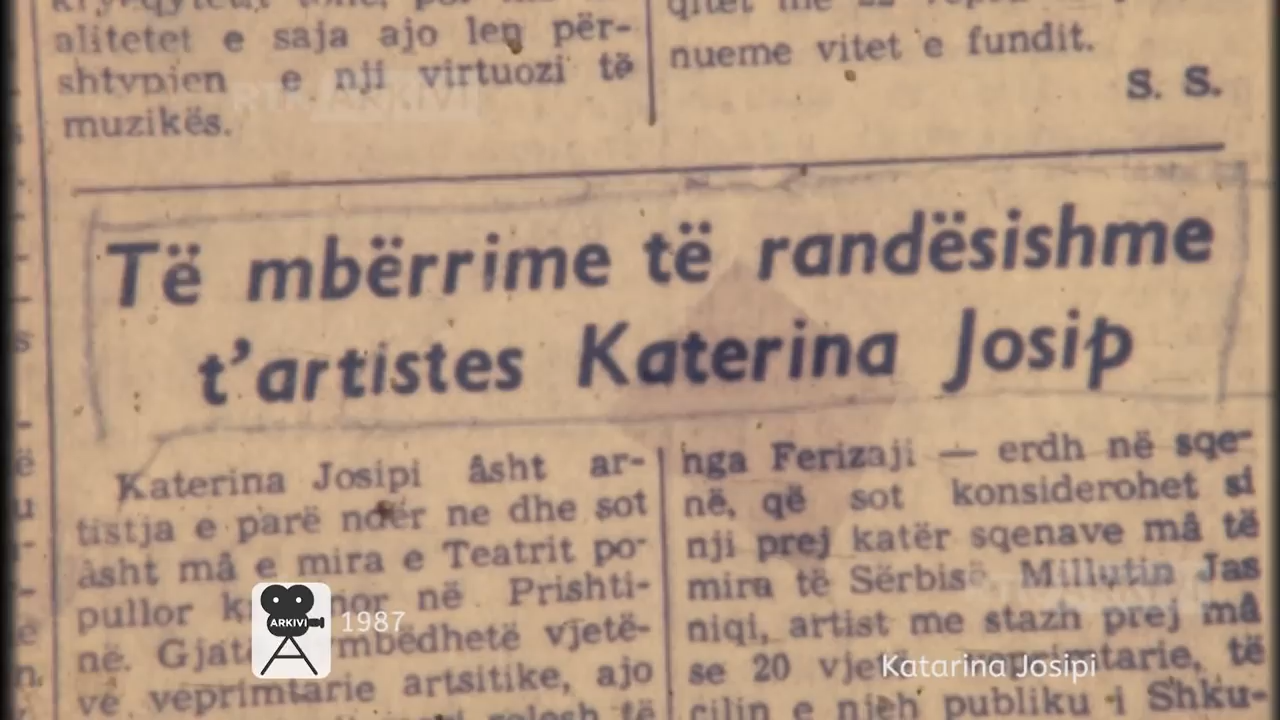 alitetet e saja ajo len për-
shtypjen e nji virtuozi të
muzikës.
nueme vitet e fundit.
S. S.
Të mbërrime të randësishme
t'artistes Katerina Josip
Katerina Josipi âsht ar-
tistja e parë ndër ne dhe sot
âsht mâ e mira e Teatrit po-
pullor në Prishti-
në. mbëdhetë vjetë-
ve veprimtarie artsitike, ajo
nga Ferizaji — erdh në sqe-
në, që sot konsiderohet si
nji prej katër sqenave mâ të
mira të Sërbisë Millutin Jas
niqi, artist me stazh prej mâ
se 20 të
cilin e njeh publiku i Shku-
ARKIVI
1987
Katarina Josipi